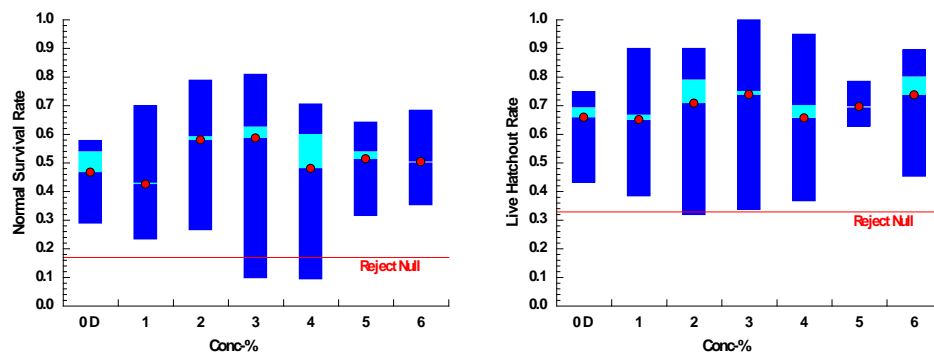 1.0
0.9
0.8
0.7
0.6
0.5
0.4
0.3
0.2
0.1
0.0
Normal Survival Rate
Reject Null
0 D 1 2 3 4 5 6
Conc-%
1.0
0.9
0.8
0.7
0.6
0.5
0.4
0.3
0.2
0.1
0.0
Live Hatchout Rate
Reject Null
0 D 1 2 3 4 5 6
Conc-%